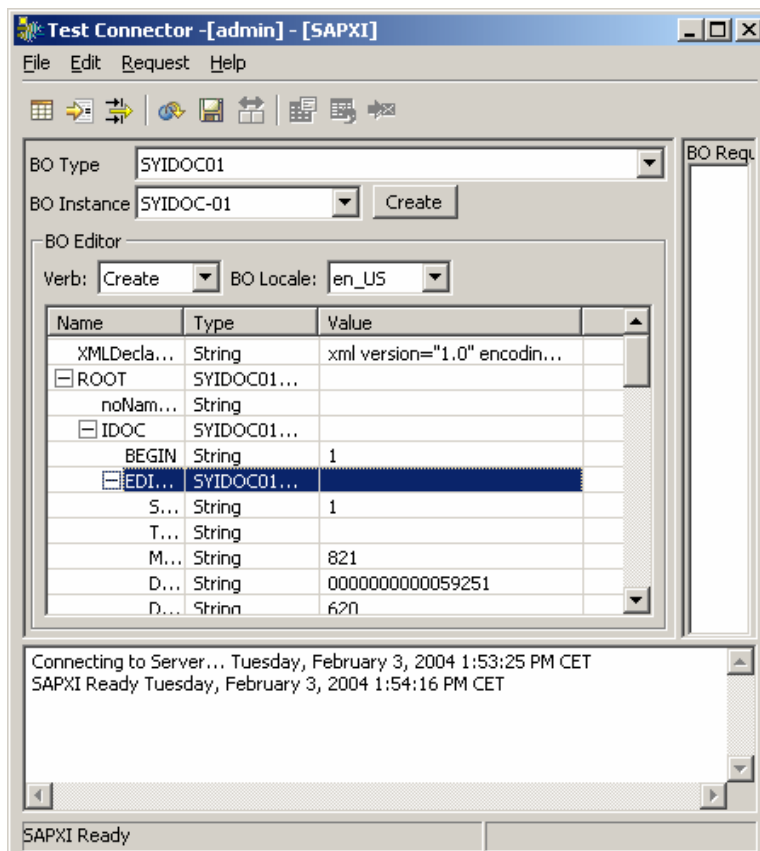 Test Connector -[admin] - [SAPXI]
File Edit Request Help
BO Type SYIDOC01
BO Requ
BO Instance SYIDOC-01 Create
BO Editor
Verb: Create BO Locale: en_US
Name Type Value
XMLDecla... String xml version="1.0" encodin...
ROOT SYIDOC01...
noNam... String
IDOC SYIDOC01...
BEGIN String 1
EDI... SYIDOC01...
S... String 1
T... String
M... String 821
D... String 0000000000059251
D... String 620
Connecting to Server... Tuesday, February 3, 2004 1:53:25 PM CET
SAPXI Ready Tuesday, February 3, 2004 1:54:16 PM CET
SAPXI Ready